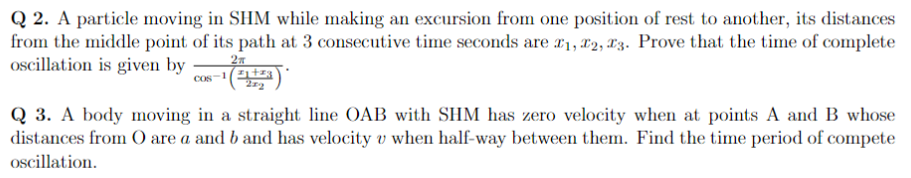 Q 2. A particle moving in SHM while making an excursion from one position of rest to another, its distances
from the middle point of its path at 3 consecutive time seconds are x₁, x₂, x₃. Prove that the time of complete
oscillation is given by 2π / cos⁻¹((x₁+x₃)/(2x₂)).
Q 3. A body moving in a straight line OAB with SHM has zero velocity when at points A and B whose
distances from O are a and b and has velocity v when half-way between them. Find the time period of compete
oscillation.